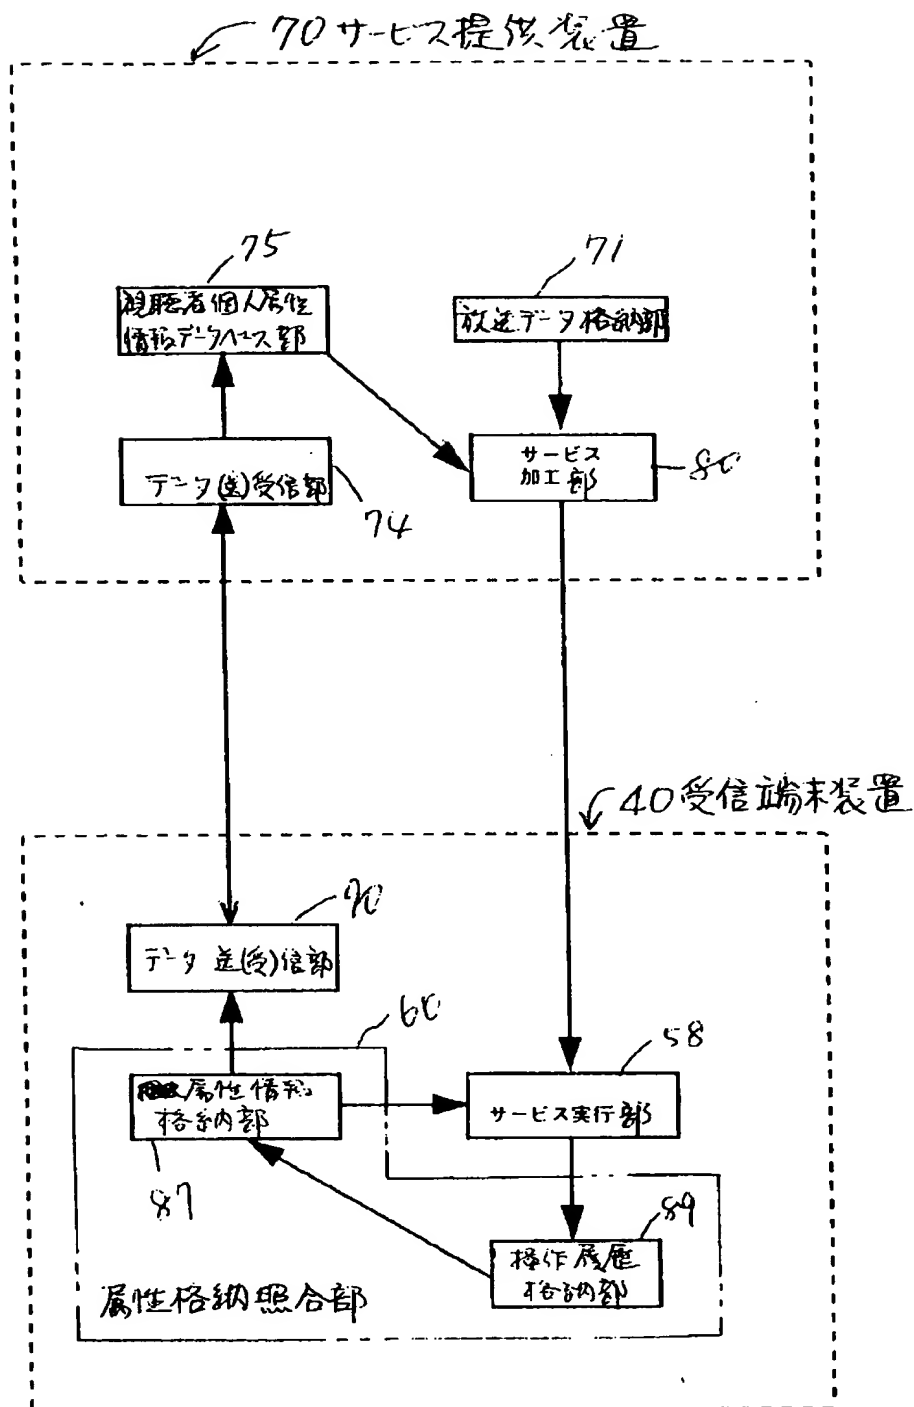 70サービス提供装置
75
71
視聴者個人属性
情報データベース部
放送データ格納部
サービス
加工部
80
データ(送)受信部
74
40受信端末装置
90
データ送(受)信部
60
58
属性情報
格納部
サービス実行部
87
89
操作履歴
格納部
属性格納照合部